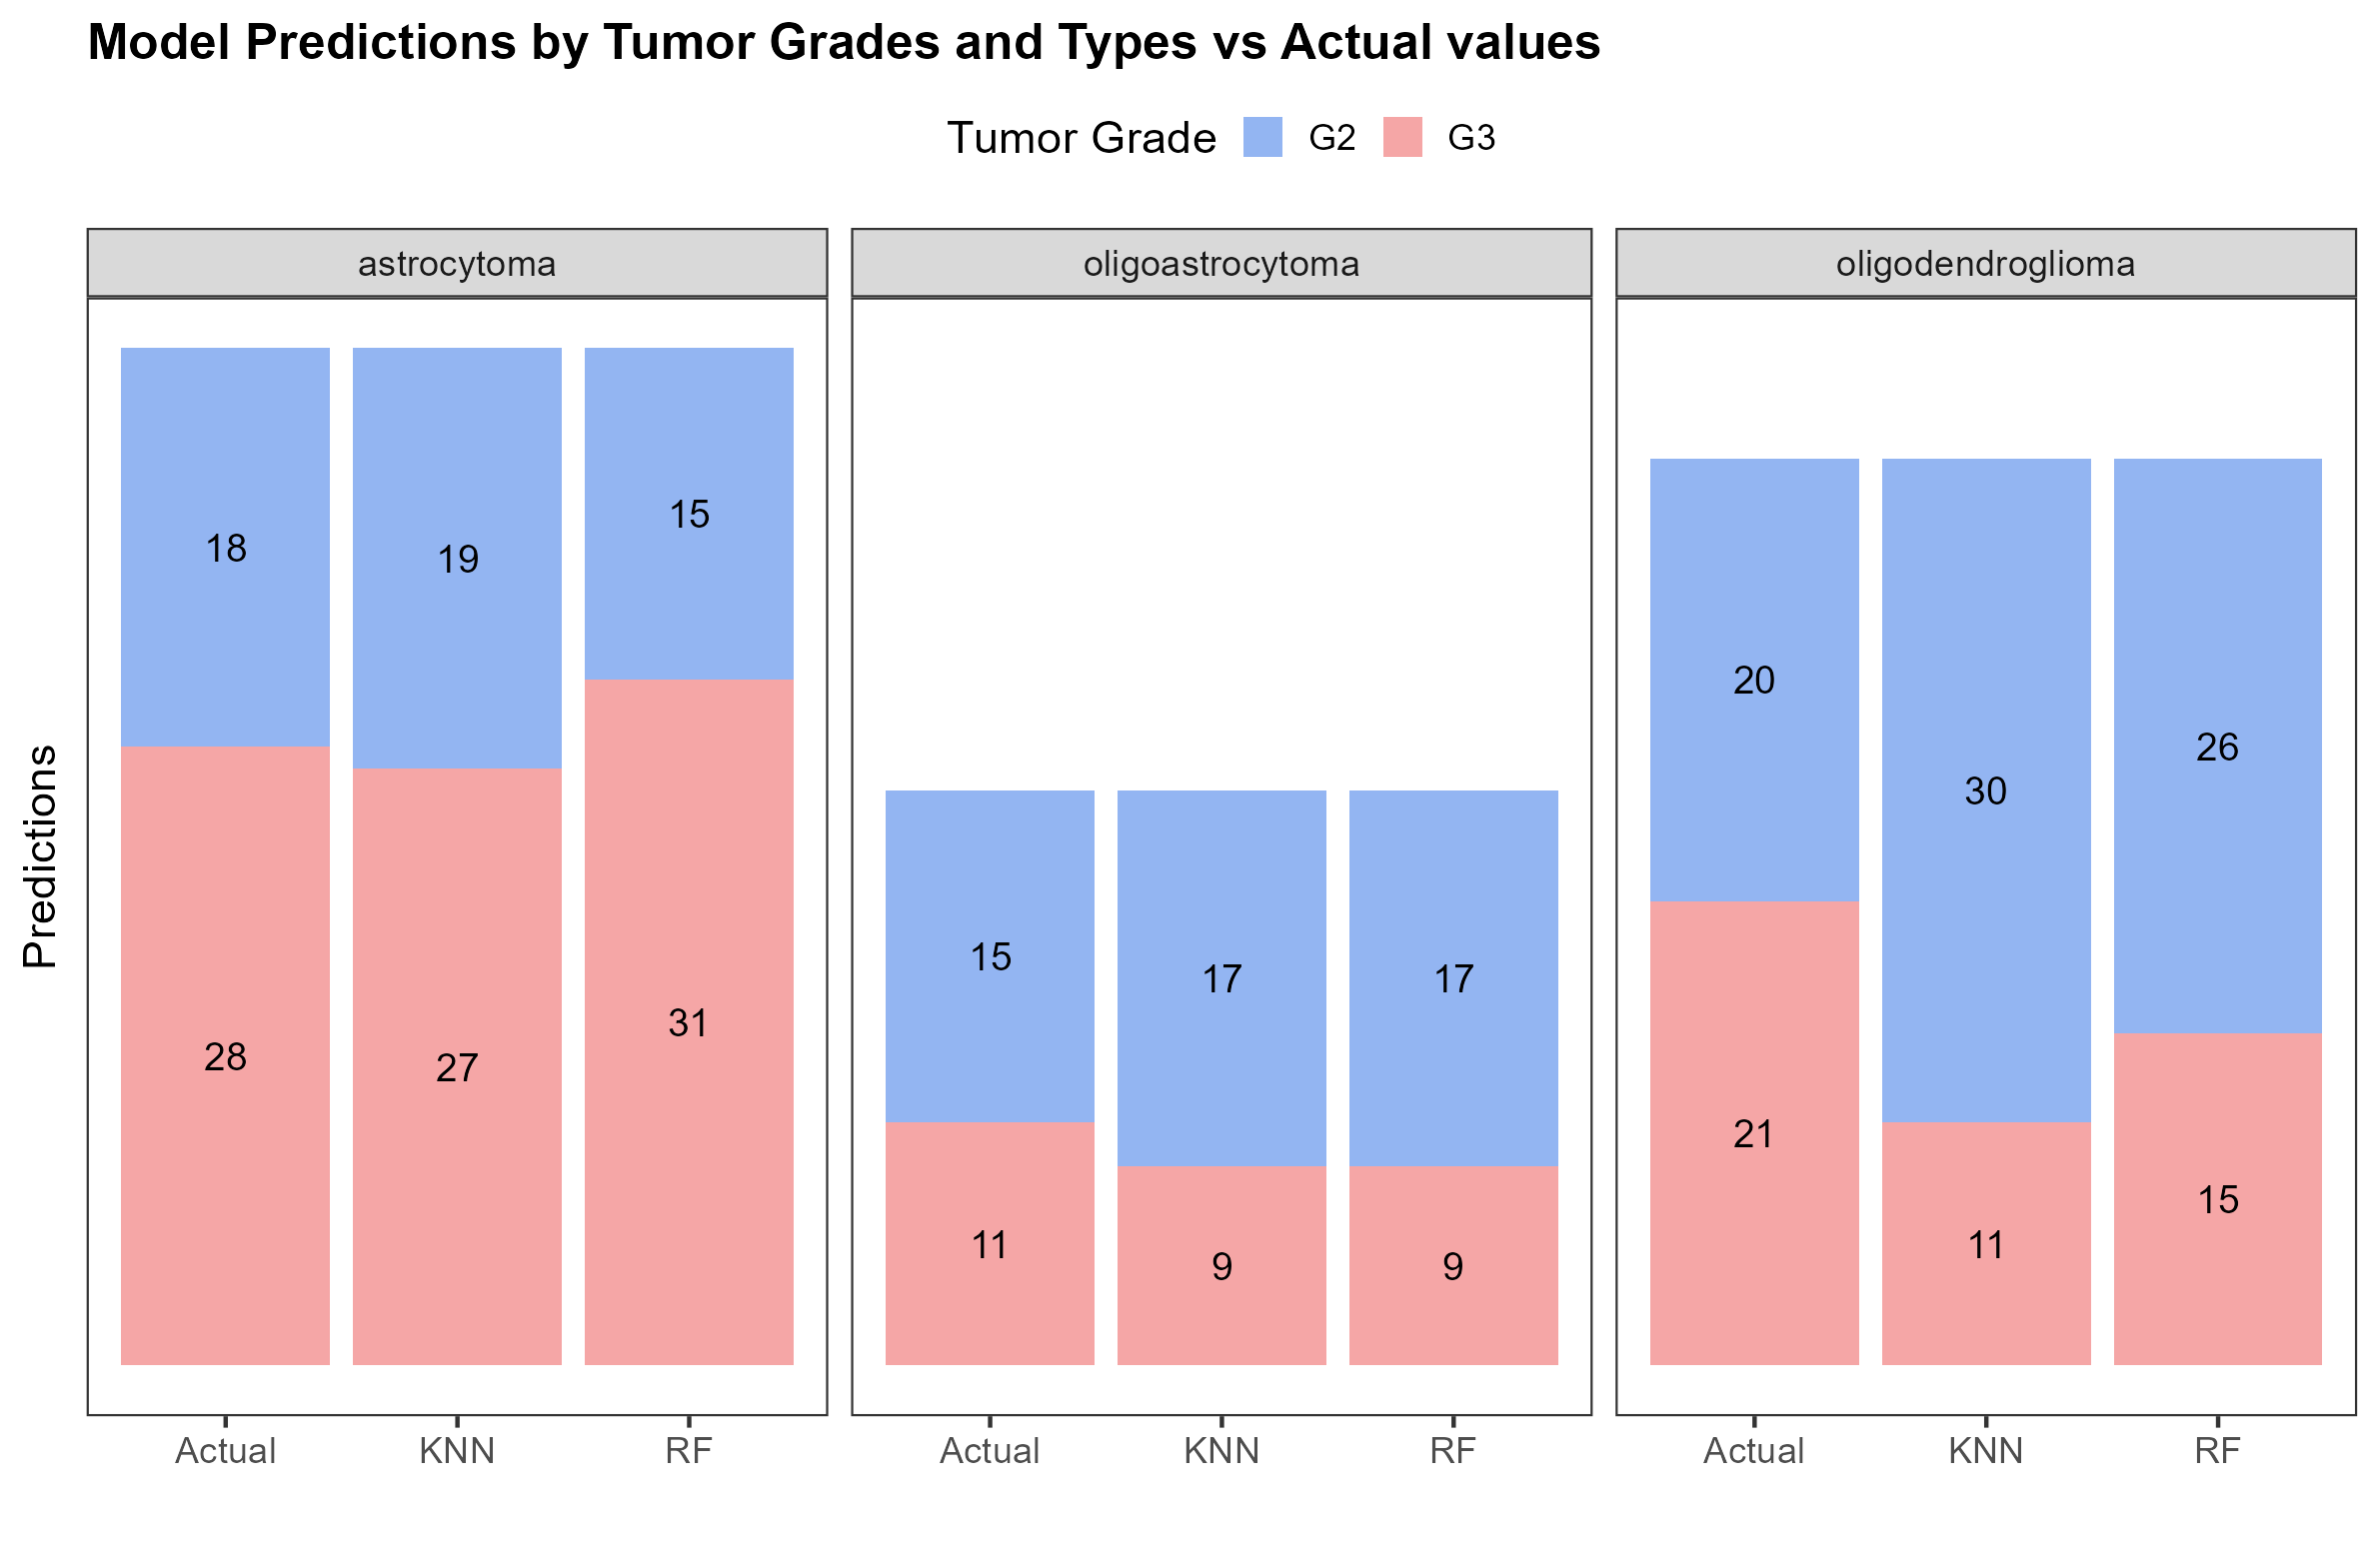 Model Predictions by Tumor Grades and Types vs Actual values
Tumor Grade G2 G3
astrocytoma oligoastrocytoma oligodendroglioma
Predictions
18 19 15
28 27 31
15 17 17
11 9 9
20 30 26
21 11 15
Actual KNN RF Actual KNN RF Actual KNN RF